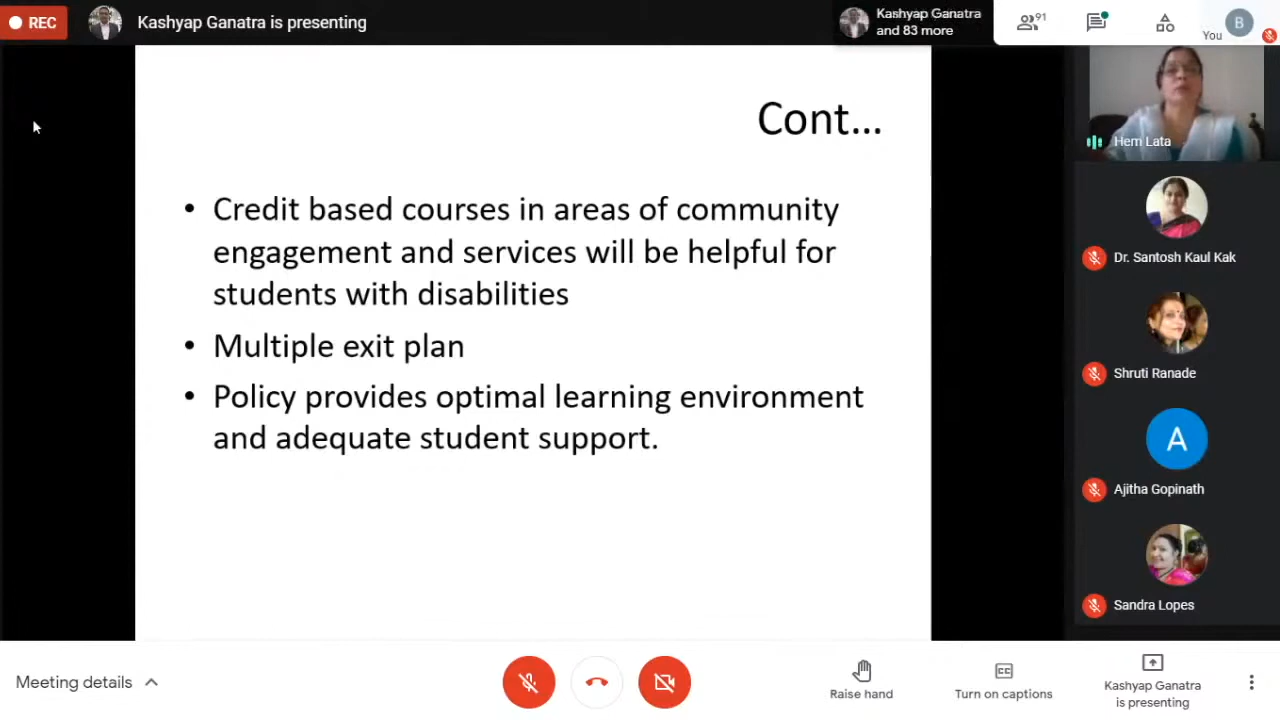 REC
Kashyap Ganatra is presenting
Kashyap Ganatra
and 83 more
91
You
B
Cont...
• Credit based courses in areas of community
engagement and services will be helpful for
students with disabilities
• Multiple exit plan
• Policy provides optimal learning environment
and adequate student support.
Hem Lata
Dr. Santosh Kaul Kak
Shruti Ranade
A
Ajitha Gopinath
Sandra Lopes
Meeting details
Raise hand
CC
Turn on captions
Kashyap Ganatra
is presenting